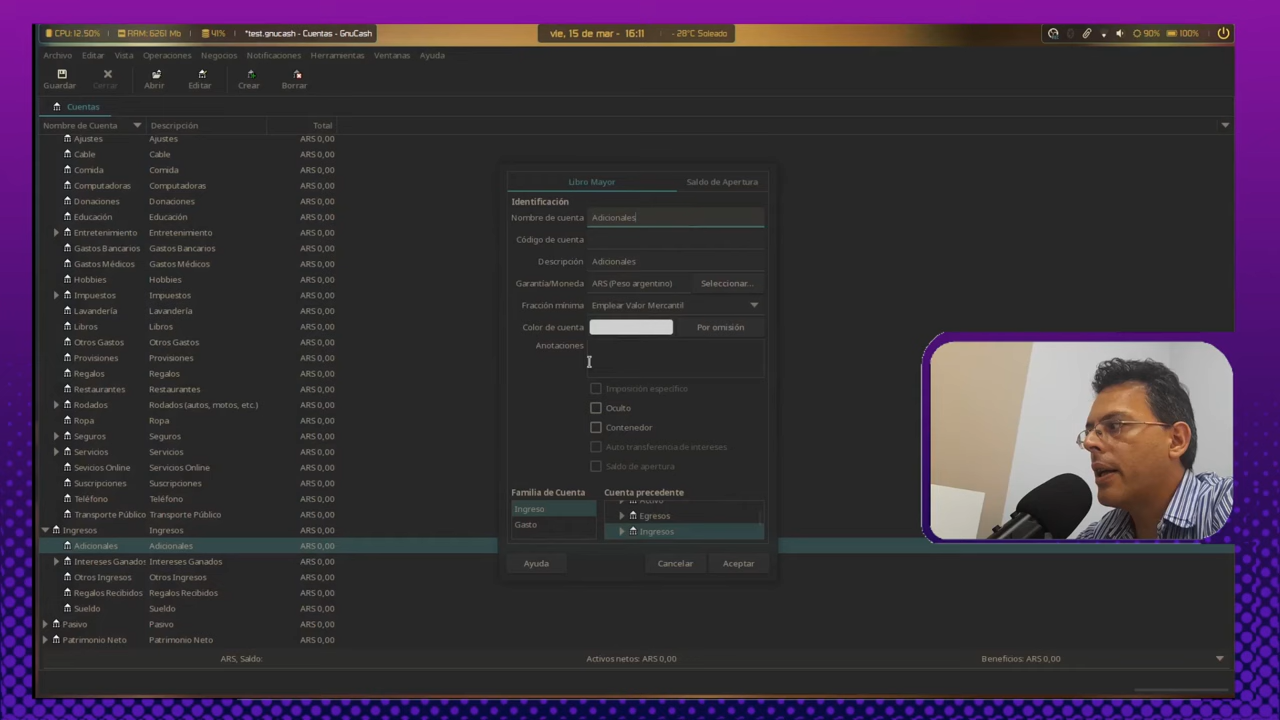 CPU: 12.50% RAM: 6261 Mb 41% *test.gnucash - Cuentas - GnuCash vie, 15 de mar - 16:11 - 28°C Soleado 90% 100%
Archivo Editar Vista Operaciones Negocios Notificaciones Herramientas Ventanas Ayuda
Guardar Cerrar Abrir Editar Crear Borrar
Cuentas
Nombre de Cuenta Descripción Total
Ajustes Ajustes ARS 0,00
Cable Cable ARS 0,00
Comida Comida ARS 0,00
Computadoras Computadoras ARS 0,00
Donaciones Donaciones ARS 0,00
Educación Educación ARS 0,00
Entretenimiento Entretenimiento ARS 0,00
Gastos Bancarios Gastos Bancarios ARS 0,00
Gastos Médicos Gastos Médicos ARS 0,00
Hobbies Hobbies ARS 0,00
Impuestos Impuestos ARS 0,00
Lavandería Lavandería ARS 0,00
Libros Libros ARS 0,00
Otros Gastos Otros Gastos ARS 0,00
Provisiones Provisiones ARS 0,00
Regalos Regalos ARS 0,00
Restaurantes Restaurantes ARS 0,00
Rodados Rodados (autos, motos, etc.) ARS 0,00
Ropa Ropa ARS 0,00
Seguros Seguros ARS 0,00
Servicios Servicios ARS 0,00
Sevicios Online Servicios Online ARS 0,00
Suscripciones Suscripciones ARS 0,00
Teléfono Teléfono ARS 0,00
Transporte Público Transporte Público ARS 0,00
Ingresos Ingresos ARS 0,00
Adicionales Adicionales ARS 0,00
Intereses Ganados Intereses Ganados ARS 0,00
Otros Ingresos Otros Ingresos ARS 0,00
Regalos Recibidos Regalos Recibidos ARS 0,00
Sueldo Sueldo ARS 0,00
Pasivo Pasivo ARS 0,00
Patrimonio Neto Patrimonio Neto ARS 0,00
ARS, Saldo: Activos netos: ARS 0,00 Beneficios: ARS 0,00
Libro Mayor Saldo de Apertura
Identificación
Nombre de cuenta Adicionales
Código de cuenta
Descripción Adicionales
Garantía/Moneda ARS (Peso argentino) Seleccionar...
Fracción mínima Emplear Valor Mercantil
Color de cuenta Por omisión
Anotaciones
Imposición específico
Oculto
Contenedor
Auto transferencia de intereses
Saldo de apertura
Familia de Cuenta Cuenta precedente
Activo
Ingreso Egresos
Gasto Ingresos
Ayuda Cancelar Aceptar